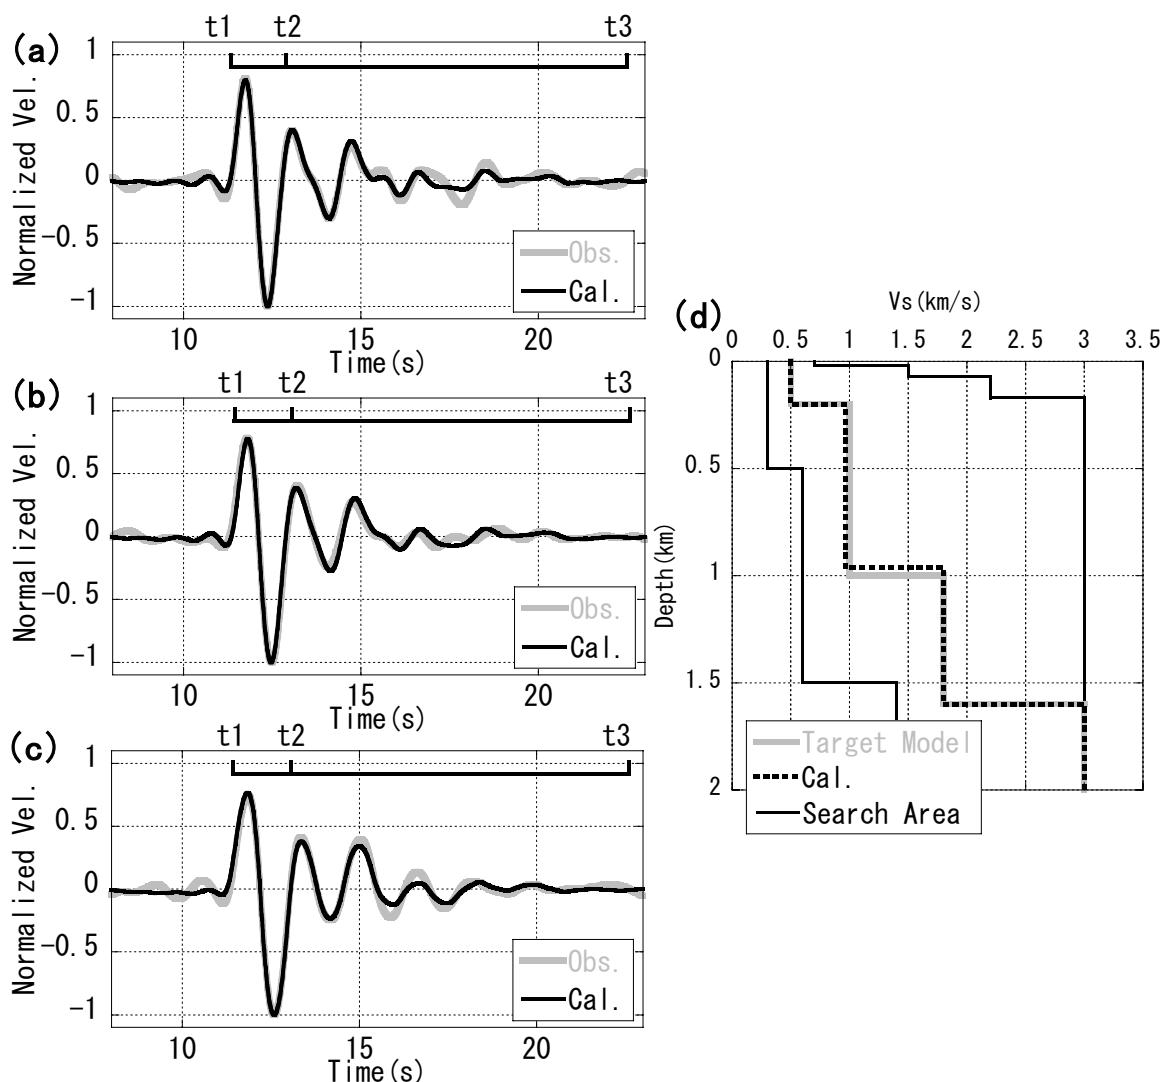 (a)
t1 t2 t3
Normalized Vel.
1
0.5
0
-0.5
-1
Obs.
Cal.
10 15 20
Time(s)
(b)
t1 t2 t3
Normalized Vel.
1
0.5
0
-0.5
-1
Obs.
Cal.
10 15 20
Time(s)
(c)
t1 t2 t3
Normalized Vel.
1
0.5
0
-0.5
-1
Obs.
Cal.
10 15 20
Time(s)
(d)
Vs(km/s)
0 0.5 1 1.5 2 2.5 3 3.5
0
0.5
1
1.5
2
Depth(km)
Target Model
Cal.
Search Area